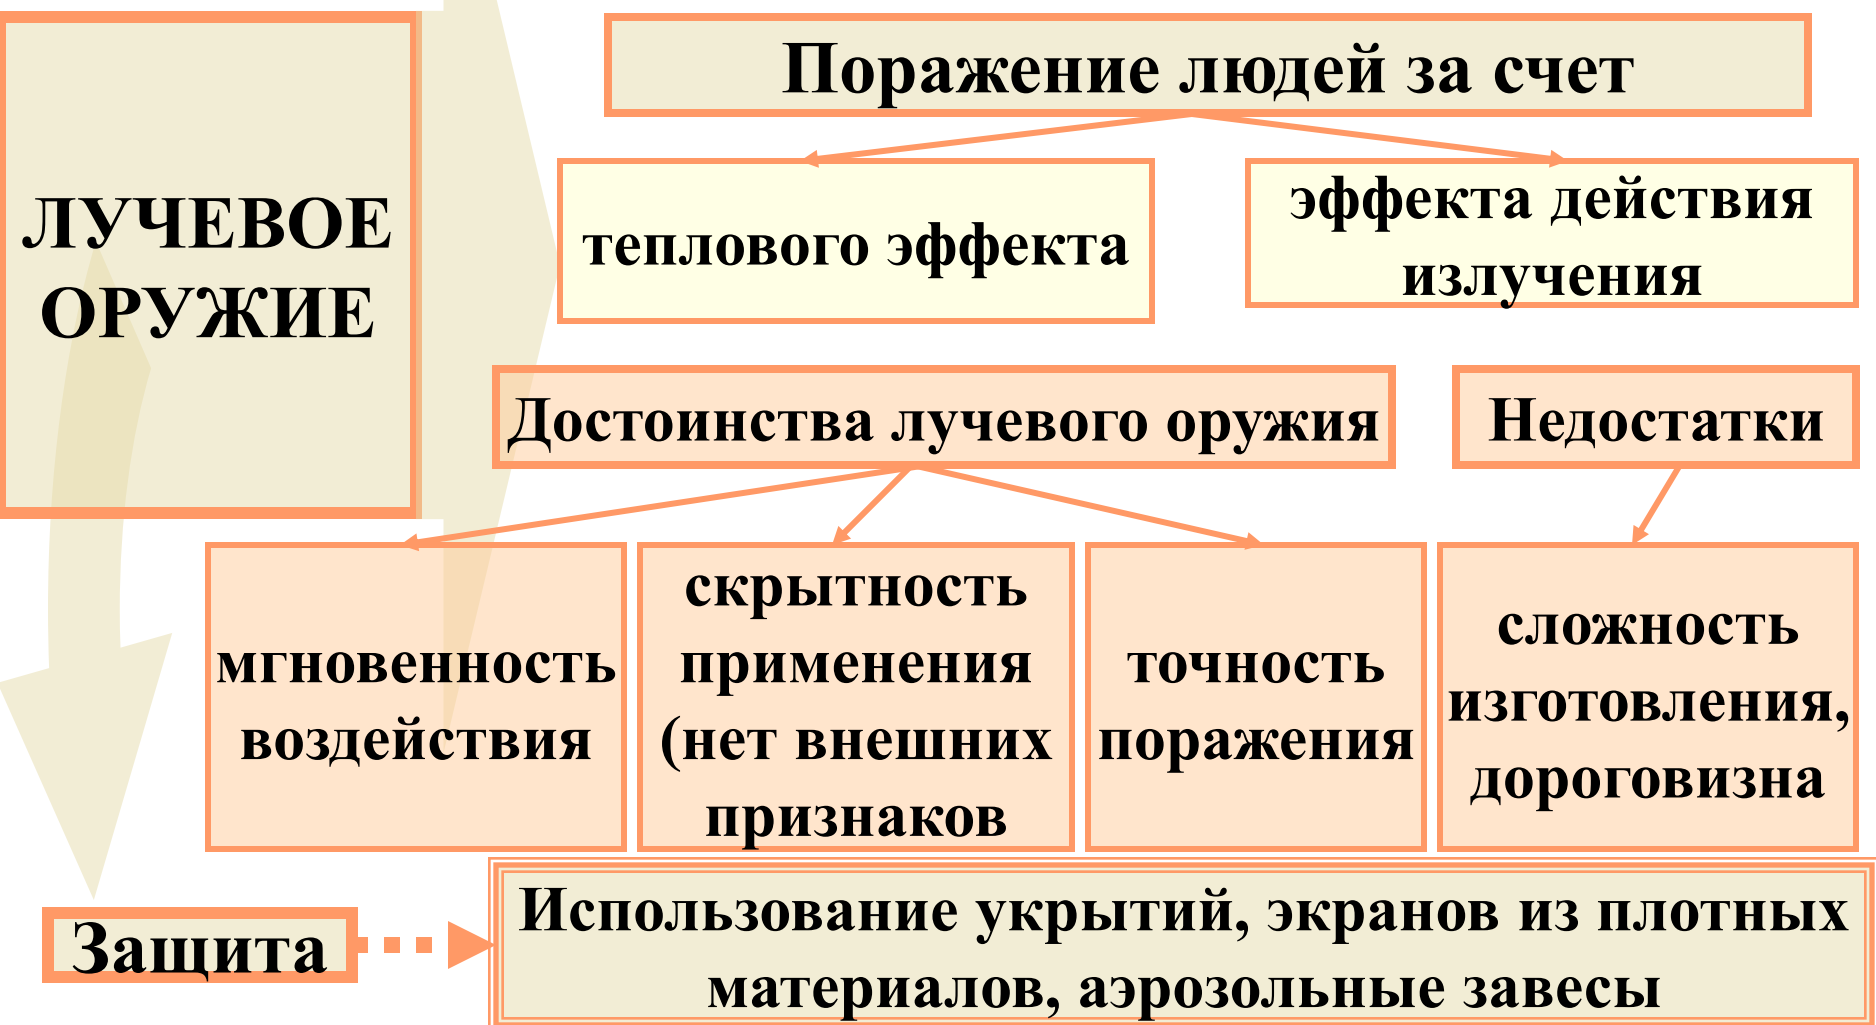 ЛУЧЕВОЕ
ОРУЖИЕ
Поражение людей за счет
теплового эффекта
эффекта действия
излучения
Достоинства лучевого оружия
Недостатки
мгновенность
воздействия
скрытность
применения
(нет внешних
признаков
точность
поражения
сложность
изготовления,
дороговизна
Защита
Использование укрытий, экранов из плотных
материалов, аэрозольные завесы